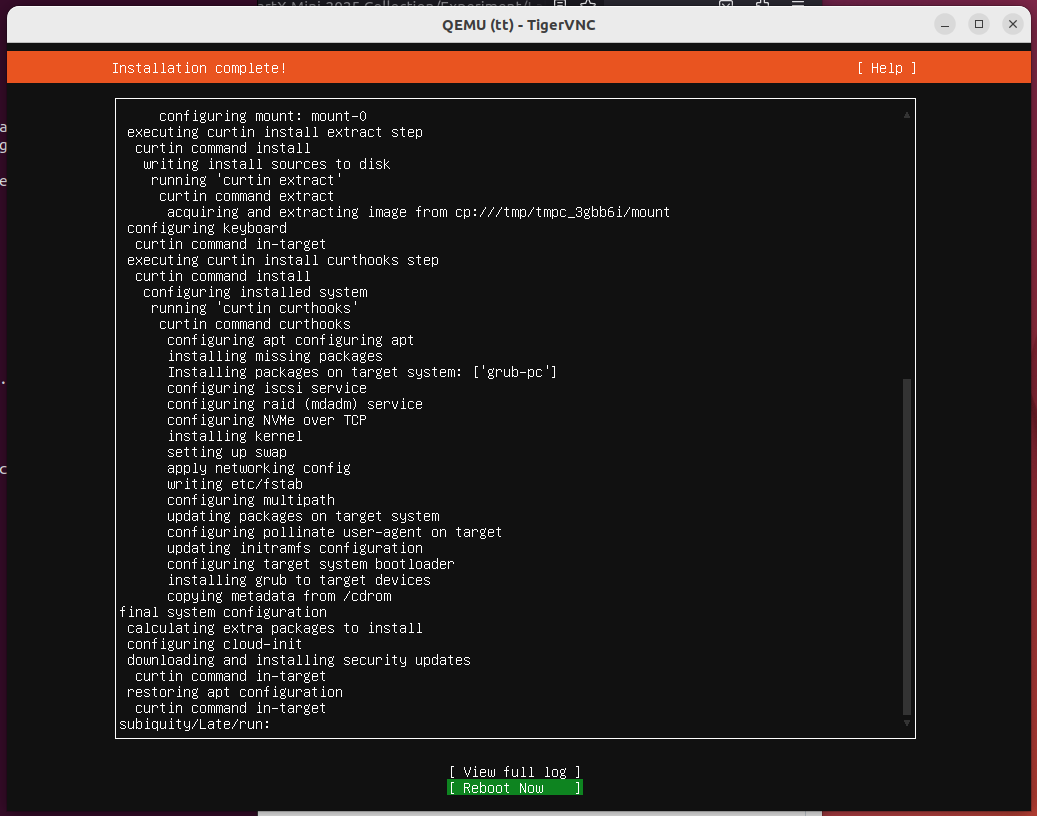 QEMU (tt) - TigerVNC
Installation complete!
[ Help ]
configuring mount: mount-0
executing curtin install extract step
curtin command install
writing install sources to disk
running 'curtin extract'
curtin command extract
acquiring and extracting image from cp:///tmp/tmpc_3gbb6i/mount
configuring keyboard
curtin command in-target
executing curtin install curthooks step
curtin command install
configuring installed system
running 'curtin curthooks'
curtin command curthooks
configuring apt configuring apt
installing missing packages
Installing packages on target system: ['grub-pc']
configuring iscsi service
configuring raid (mdadm) service
configuring NVMe over TCP
installing kernel
setting up swap
apply networking config
writing etc/fstab
configuring multipath
updating packages on target system
configuring pollinate user-agent on target
updating initramfs configuration
configuring target system bootloader
installing grub to target devices
copying metadata from /cdrom
final system configuration
calculating extra packages to install
configuring cloud-init
downloading and installing security updates
curtin command in-target
restoring apt configuration
curtin command in-target
subiquity/Late/run:
[ View full log ]
[ Reboot Now ]